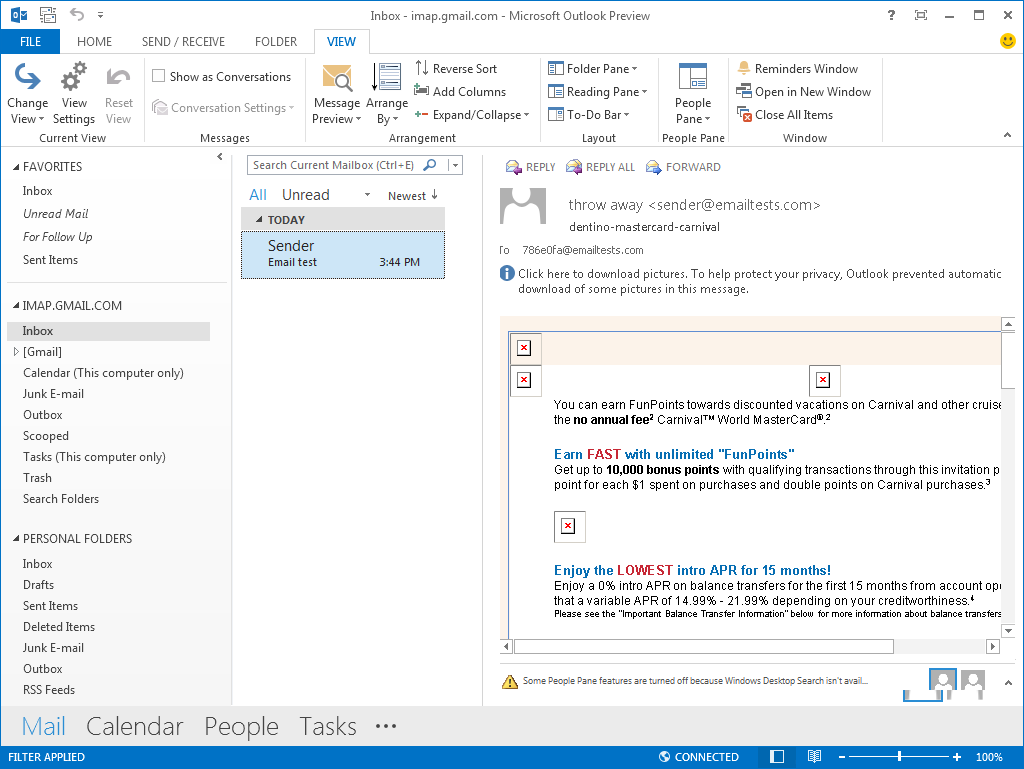 Inbox - imap.gmail.com - Microsoft Outlook Preview
FILE HOME SEND / RECEIVE FOLDER VIEW
Change View
View Settings
Reset View
Current View
Show as Conversations
Conversation Settings
Messages
Message Preview
Arrange By
Reverse Sort
Add Columns
Expand/Collapse
Arrangement
Folder Pane
Reading Pane
To-Do Bar
Layout
People Pane
People Pane
Reminders Window
Open in New Window
Close All Items
Window
FAVORITES
Inbox
Unread Mail
For Follow Up
Sent Items
IMAP.GMAIL.COM
Inbox
[Gmail]
Calendar (This computer only)
Junk E-mail
Outbox
Scooped
Tasks (This computer only)
Trash
Search Folders
PERSONAL FOLDERS
Inbox
Drafts
Sent Items
Deleted Items
Junk E-mail
Outbox
RSS Feeds
Search Current Mailbox (Ctrl+E)
All Unread Newest
TODAY
Sender
Email test 3:44 PM
REPLY REPLY ALL FORWARD
throw away <sender@emailtests.com>
dentino-mastercard-carnival
To 786e0fa@emailtests.com
Click here to download pictures. To help protect your privacy, Outlook prevented automatic
download of some pictures in this message.
You can earn FunPoints towards discounted vacations on Carnival and other cruise
the no annual fee² Carnival™ World MasterCard®.²
Earn FAST with unlimited "FunPoints"
Get up to 10,000 bonus points with qualifying transactions through this invitation p
point for each $1 spent on purchases and double points on Carnival purchases.³
Enjoy the LOWEST intro APR for 15 months!
Enjoy a 0% intro APR on balance transfers for the first 15 months from account ope
that a variable APR of 14.99% - 21.99% depending on your creditworthiness.⁴
Please see the "Important Balance Transfer Information" below for more information about balance transfers
Some People Pane features are turned off because Windows Desktop Search isn't avail...
Mail Calendar People Tasks •••
FILTER APPLIED
CONNECTED
100%